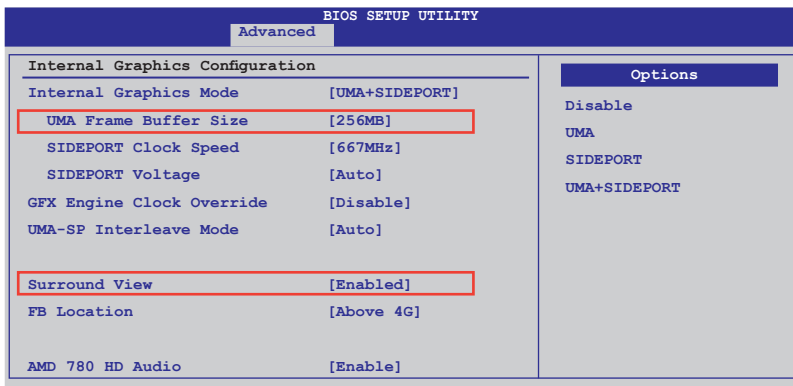 BIOS SETUP UTILITY
Advanced
Internal Graphics Configuration
Internal Graphics Mode [UMA+SIDEPORT]
UMA Frame Buffer Size [256MB]
SIDEPORT Clock Speed [667MHz]
SIDEPORT Voltage [Auto]
GFX Engine Clock Override [Disable]
UMA-SP Interleave Mode [Auto]
Surround View [Enabled]
FB Location [Above 4G]
AMD 780 HD Audio [Enable]
Options
Disable
UMA
SIDEPORT
UMA+SIDEPORT